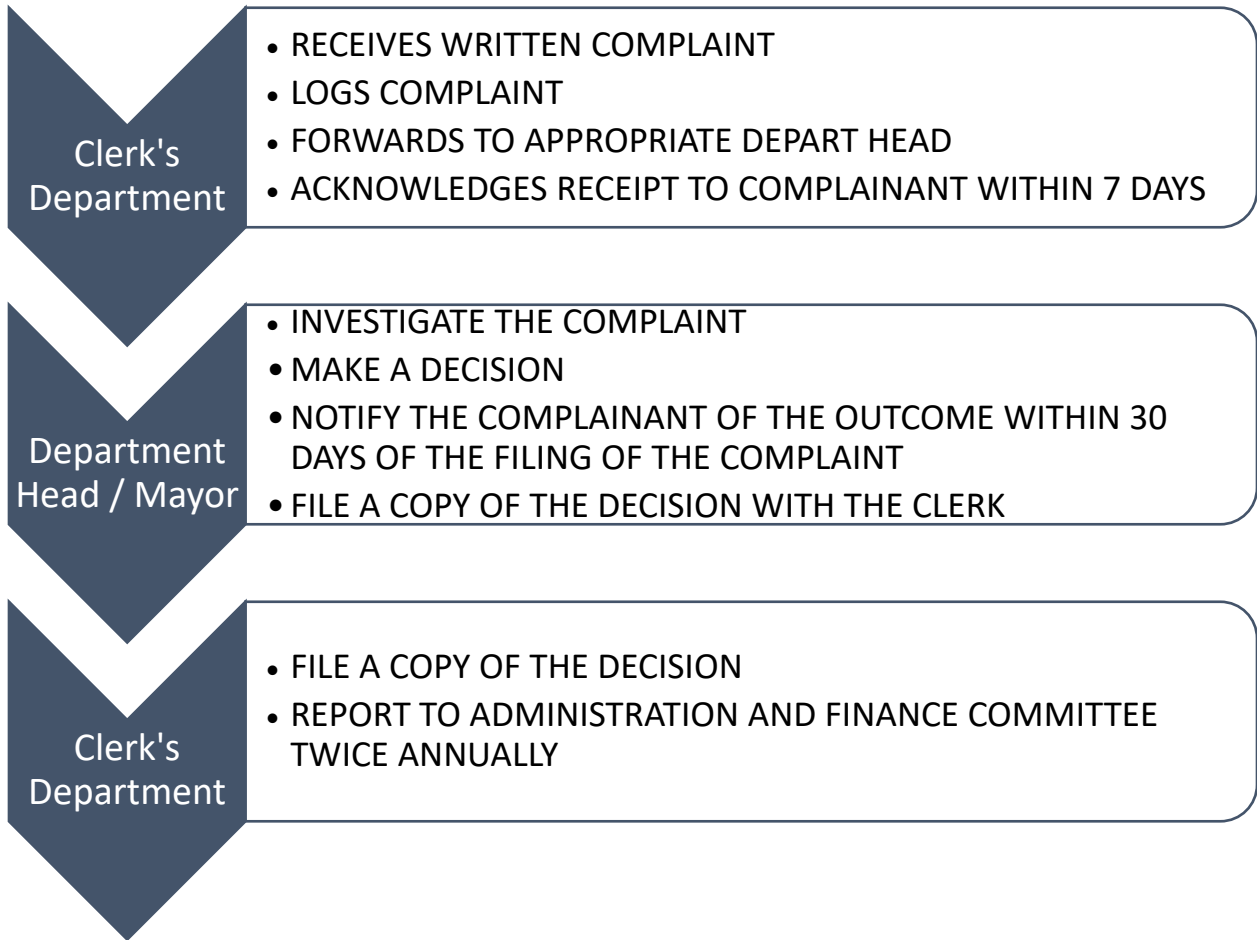 Clerk's
Department
• RECEIVES WRITTEN COMPLAINT
• LOGS COMPLAINT
• FORWARDS TO APPROPRIATE DEPART HEAD
• ACKNOWLEDGES RECEIPT TO COMPLAINANT WITHIN 7 DAYS
Department
Head / Mayor
• INVESTIGATE THE COMPLAINT
• MAKE A DECISION
• NOTIFY THE COMPLAINANT OF THE OUTCOME WITHIN 30
DAYS OF THE FILING OF THE COMPLAINT
• FILE A COPY OF THE DECISION WITH THE CLERK
Clerk's
Department
• FILE A COPY OF THE DECISION
• REPORT TO ADMINISTRATION AND FINANCE COMMITTEE
TWICE ANNUALLY